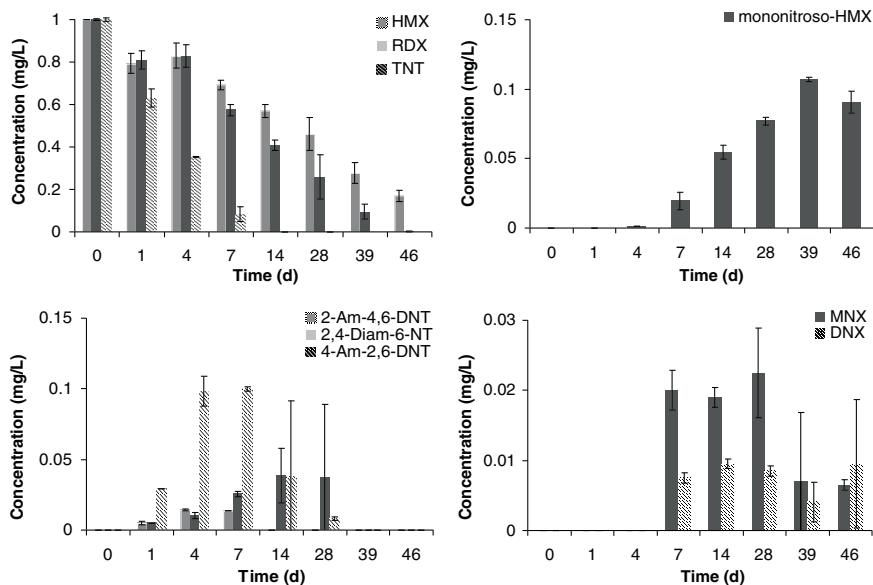 HMX
RDX
TNT
Concentration (mg/L)
1
0.8
0.6
0.4
0.2
0
0 1 4 7 14 28 39 46
Time (d)
mononitroso-HMX
Concentration (mg/L)
0.15
0.1
0.05
0
0 1 4 7 14 28 39 46
Time (d)
2-Am-4,6-DNT
2,4-Diam-6-NT
4-Am-2,6-DNT
Concentration (mg/L)
0.15
0.1
0.05
0
0 1 4 7 14 28 39 46
Time (d)
MNX
DNX
Concentration (mg/L)
0.03
0.02
0.01
0.00
0 1 4 7 14 28 39 46
Time (d)